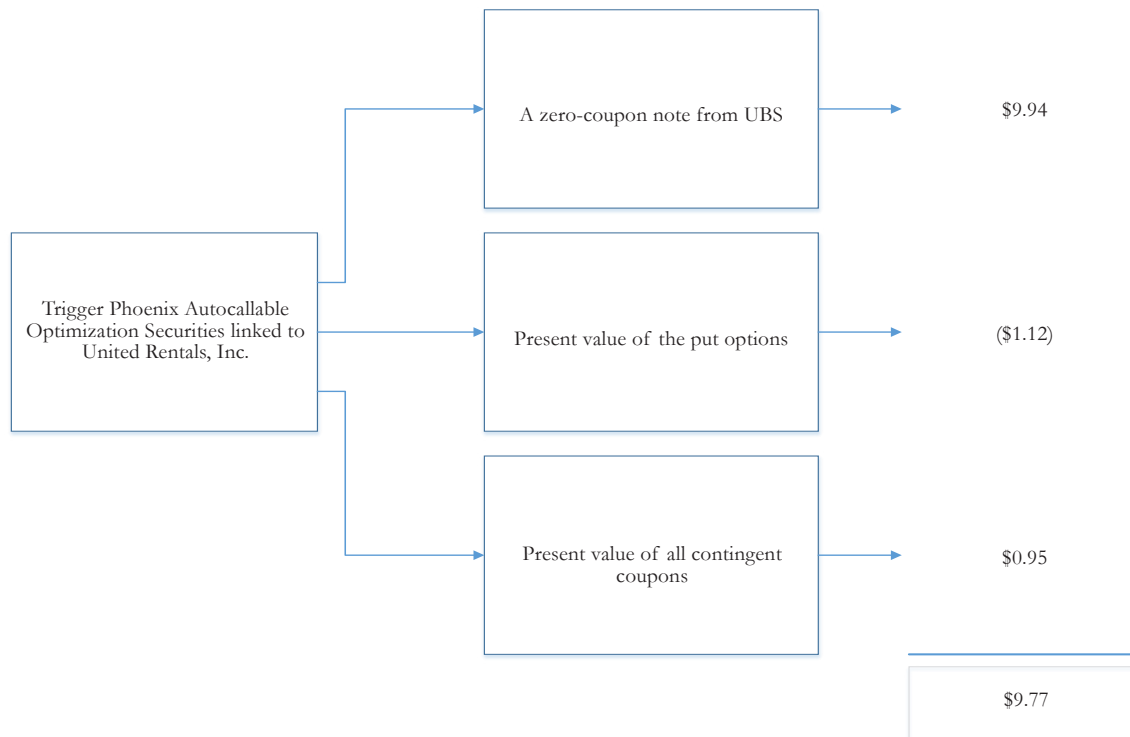 A zero-coupon note from UBS
$9.94
Trigger Phoenix Autocallable
Optimization Securities linked to
United Rentals, Inc.
Present value of the put options
($1.12)
Present value of all contingent
coupons
$0.95
$9.77